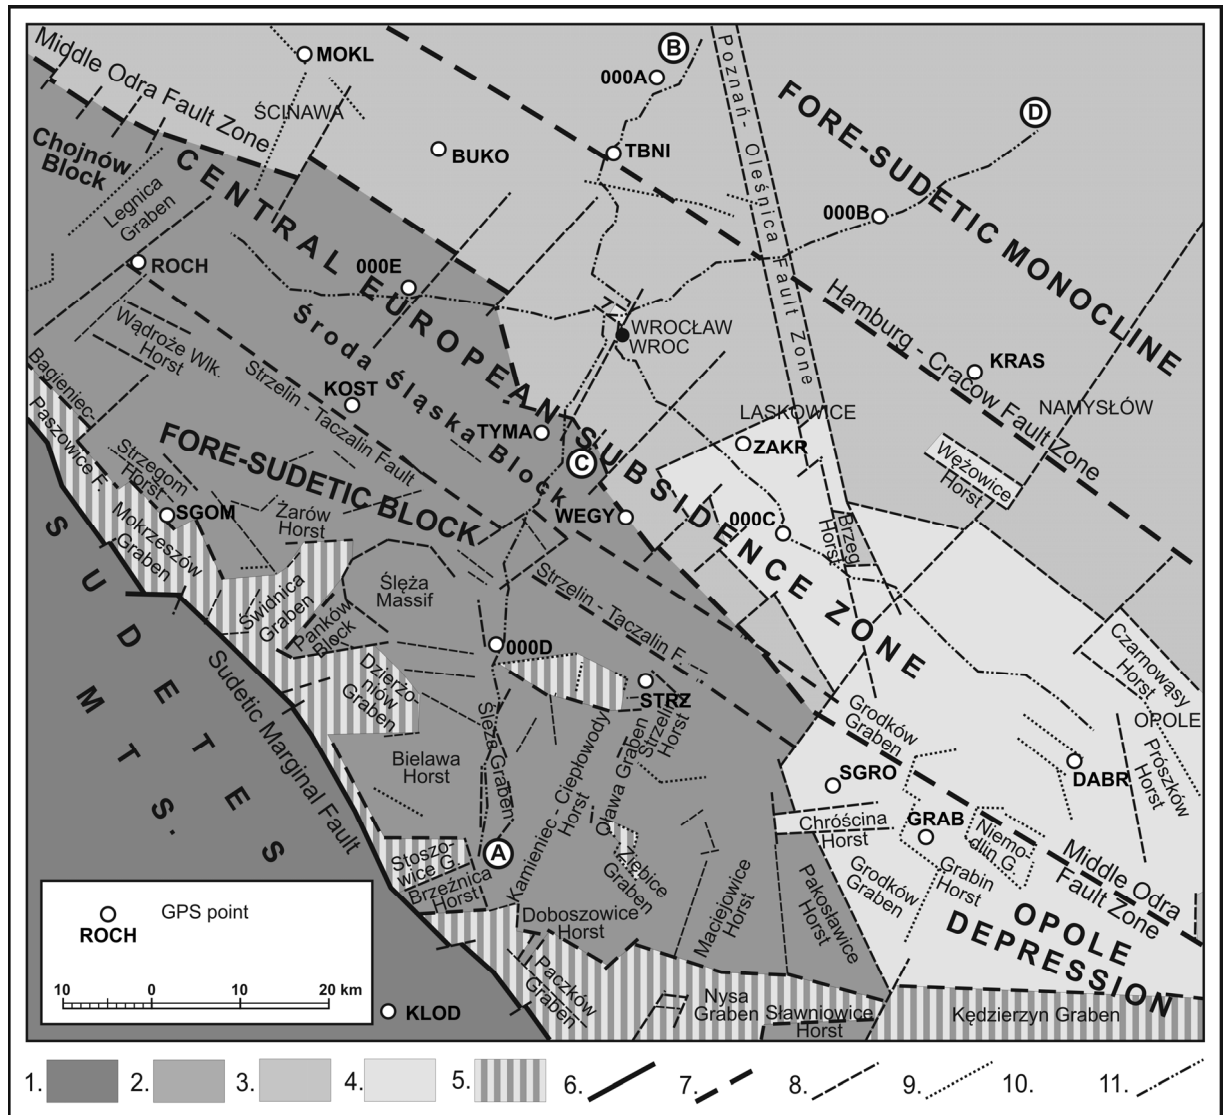 Middle Odra Fault Zone
MOKL
000A
B
Poznań- Oleśnica Fault Zone
FORE-SUDETIC MONOCLINE
D
ŚCINAWA
Chojnów
Block
BUKO
TBNI
CENTRAL EUROPEAN SUBSIDENCE ZONE
Legnica
Graben
000B
ROCH
000E
Hamburg - Cracow Fault Zone
Środa Śląska Block
WROCŁAW
WROC
Wądroże Wlk.
Horst
KRAS
Bagieniec-
Paszowice F.
Strzelin - Taczalin Fault
KOST
NAMYSŁÓW
LASKOWICE
TYMA
ZAKR
FORE-SUDETIC BLOCK
C
Wężowice
Horst
Strzegom
Horst
SGOM
Mokrzeszów
Graben
Żarów
Horst
WEGY
000C
Brzeg
Horst
SUDETES
MTS.
Świdnica
Graben
Ślęża
Massif
Strzelin - Taczalin F.
Panków
Block
000D
Czarnowąsy
Horst
Sudetic Marginal Fault
Dzierżo-
niów
Graben
STRZ
Strzelin
Horst
Grodków
Graben
OPOLE
Ślęża Graben
Bielawa
Horst
Oława Graben
SGRO
DABR
Prószków
Horst
Kamieniec - Ciepłowody
Horst
Chróścina
Horst
GRAB
Niemo-
dlin G.
A
Stoszo-
wice G.
Brzeźnica
Horst
Ziębice
Graben
Grodków
Graben
Grabin
Horst
Middle Odra
Fault Zone
Maciejowice
Horst
Pakosławice
Horst
Doboszowice
Horst
OPOLE
DEPRESSION
GPS point
ROCH
10 0 10 20 km
Paczków
Graben
KLOD
Nysa
Graben
Sławniowice
Horst
Kędzierzyn Graben
1. 2. 3. 4. 5. 6. 7. 8. 9. 10. 11.